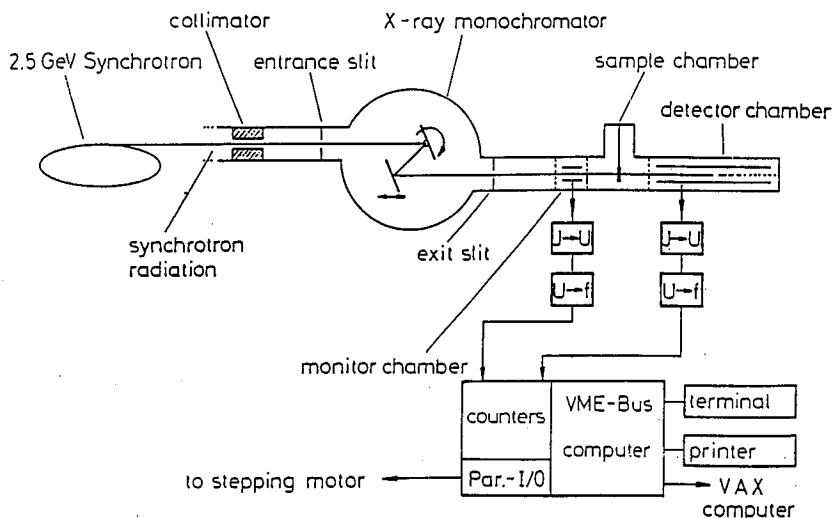 collimator
X-ray monochromator
2.5 GeV Synchrotron
entrance slit
sample chamber
detector chamber
synchrotron
radiation
exit slit
J→U
J→U
U→f
U→f
monitor chamber
counters
VME-Bus
computer
terminal
printer
Par.-I/O
to stepping motor
VAX
computer